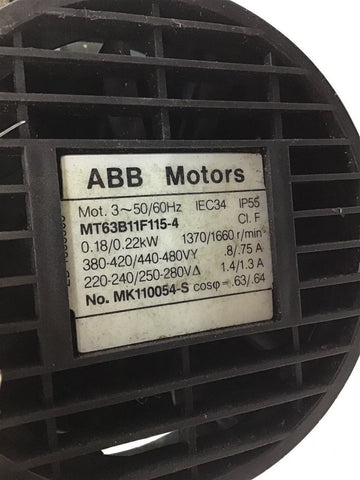 ABB Motors
Mot. 3~50/60Hz IEC34 IP55
MT63B11F115-4 Cl. F
0.18/0.22kW 1370/1660 r/min
380-420/440-480VY .8/.75 A
220-240/250-280VΔ 1.4/1.3 A
No. MK110054-S cosφ= .63/.64